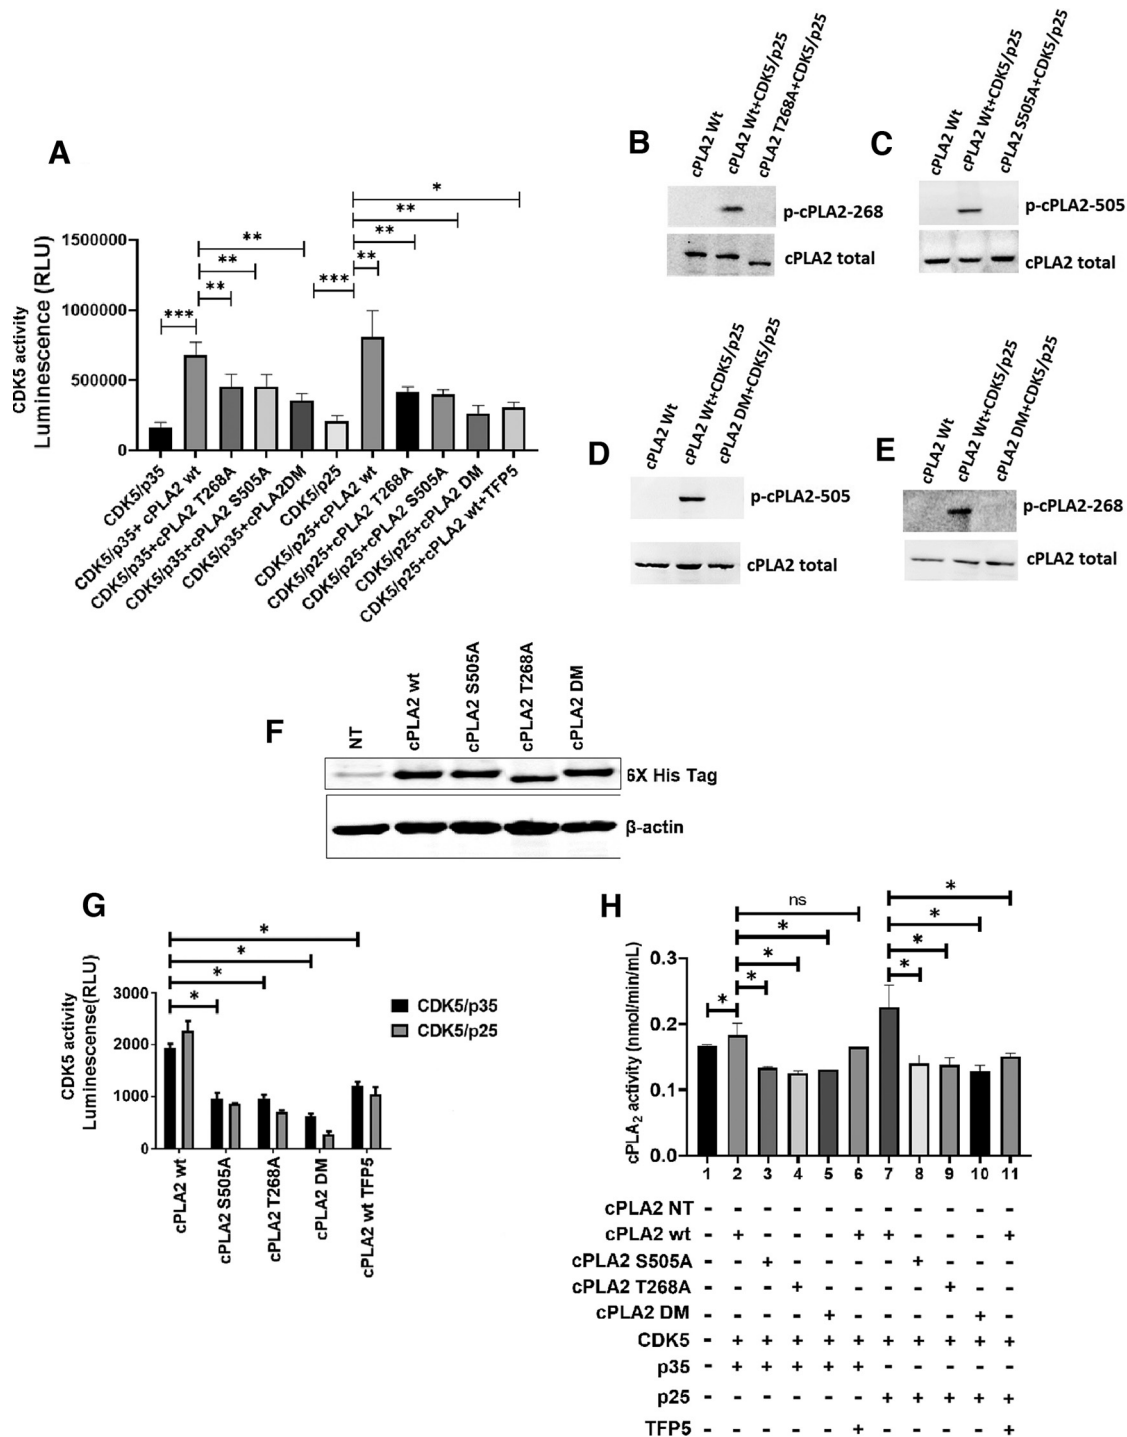 A
CDK5 activity
Luminescence (RLU)
1500000
1000000
500000
0
***
**
**
**
***
**
**
**
*
CDK5/p35
CDK5/p35+ cPLA2 wt
CDK5/p35+cPLA2 T268A
CDK5/p35+cPLA2 S505A
CDK5/p35+cPLA2DM
CDK5/p25
CDK5/p25+cPLA2 wt
CDK5/p25+cPLA2 T268A
CDK5/p25+cPLA2 S505A
CDK5/p25+cPLA2 DM
CDK5/p25+cPLA2 wt+TFP5
B
cPLA2 Wt
cPLA2 Wt+CDK5/p25
cPLA2 T268A+CDK5/p25
p-cPLA2-268
cPLA2 total
C
cPLA2 Wt
cPLA2 Wt+CDK5/p25
cPLA2 S505A+CDK5/p25
p-cPLA2-505
cPLA2 total
D
cPLA2 Wt
cPLA2 Wt+CDK5/p25
cPLA2 DM+CDK5/p25
p-cPLA2-505
cPLA2 total
E
cPLA2 Wt
cPLA2 Wt+CDK5/p25
cPLA2 DM+CDK5/p25
p-cPLA2-268
cPLA2 total
F
NT
cPLA2 wt
cPLA2 S505A
cPLA2 T268A
cPLA2 DM
6X His Tag
β-actin
G
CDK5 activity
Luminescense(RLU)
3000
2000
1000
0
*
*
*
*
CDK5/p35
CDK5/p25
cPLA2 wt
cPLA2 S505A
cPLA2 T268A
cPLA2 DM
cPLA2 wt TFP5
H
cPLA₂ activity (nmol/min/mL)
0.3
0.2
0.1
0.0
ns
*
*
*
*
*
*
*
*
1 2 3 4 5 6 7 8 9 10 11
cPLA2 NT - - - - - - - - - - -
cPLA2 wt - + - - - + + - - - +
cPLA2 S505A - - + - - - - + - - -
cPLA2 T268A - - - + - - - - + - -
cPLA2 DM - - - - + - - - - + -
CDK5 - + + + + + + + + + +
p35 - + + + + + - - - - -
p25 - - - - - - + + + + +
TFP5 - - - - - + - - - - +